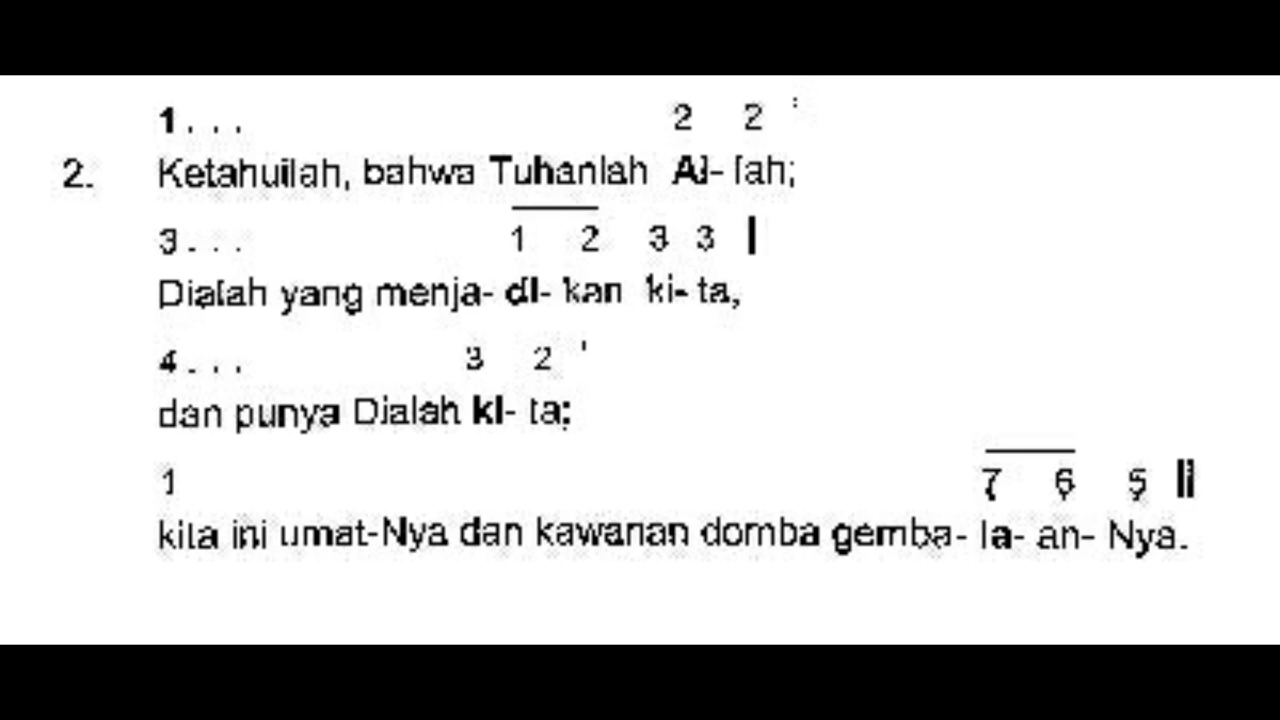 1 . . . 2 2 '
2. Ketahuilah, bahwa Tuhanlah Al- lah;
3 . . . 1 2 3 3 |
Dialah yang menja- di- kan ki- ta,
4 . . . 3 2 '
dan punya Dialah ki- ta;
1 7̣ 6̣ 5̣ ||
kita ini umat-Nya dan kawanan domba gemba- la- an- Nya.